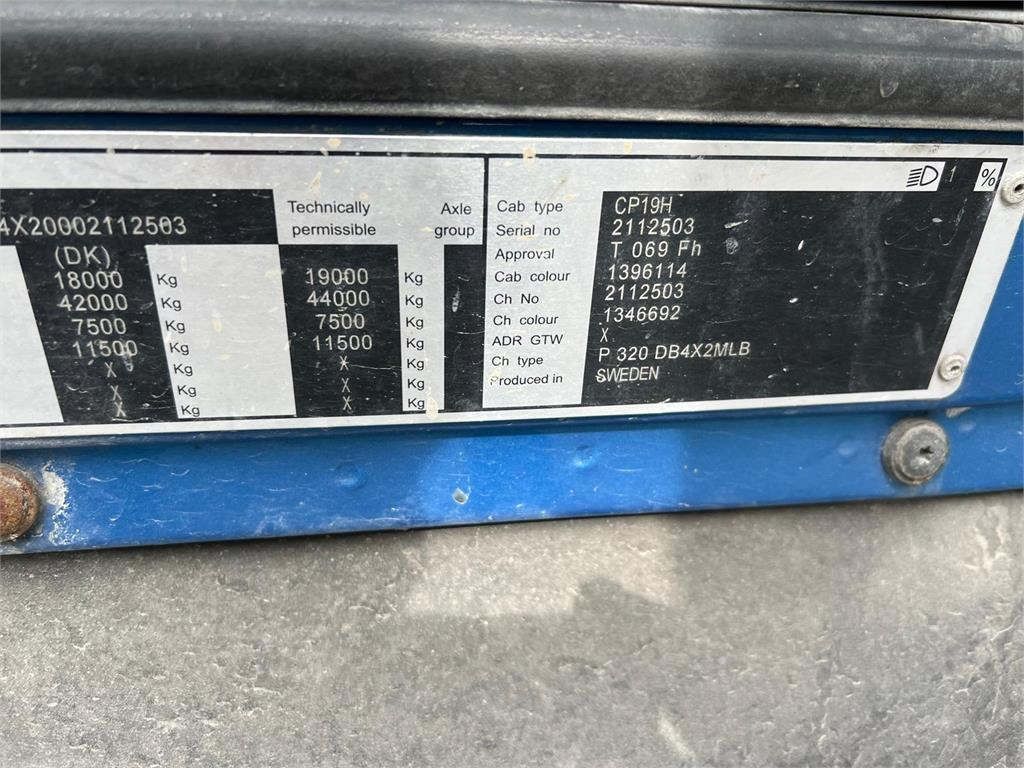 1 %
4X20002112503
(DK)
18000 Kg
42000 Kg
7500 Kg
11500 Kg
X Kg
X Kg
X Kg
Technically permissible
Axle group
19000 Kg
44000 Kg
7500 Kg
11500 Kg
X Kg
X Kg
X Kg
Cab type CP19H
Serial no 2112503
Approval T 069 Fh
Cab colour 1396114
Ch No 2112503
Ch colour 1346692
ADR GTW X
Ch type P 320 DB4X2MLB
Produced in SWEDEN